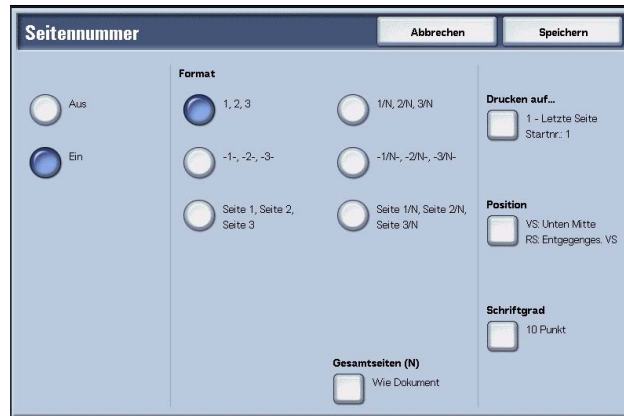 Seitennummer
Abbrechen
Speichern
Aus
Ein
Format
1, 2, 3
1/N, 2/N, 3/N
-1-, -2-, -3-
-1/N-, -2/N-, -3/N-
Seite 1, Seite 2,
Seite 3
Seite 1/N, Seite 2/N,
Seite 3/N
Gesamtseiten (N)
Wie Dokument
Drucken auf...
1 - Letzte Seite
Startnr.: 1
Position
VS: Unten Mitte
RS: Entgegenges. VS
Schriftgrad
10 Punkt